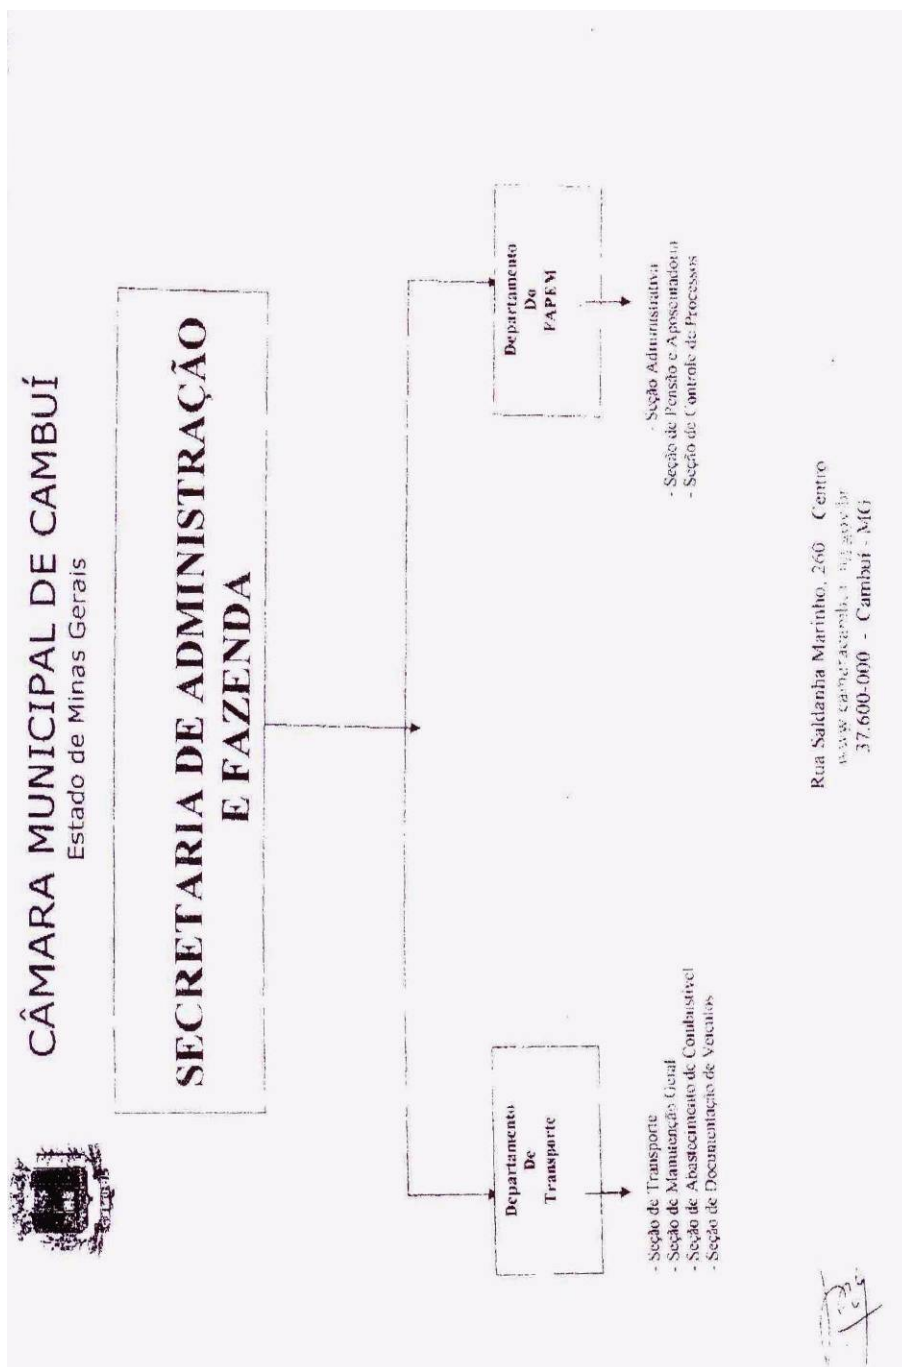 CÂMARA MUNICIPAL DE CAMBUÍ
Estado de Minas Gerais
SECRETARIA DE ADMINISTRAÇÃO
E FAZENDA
Departamento
De
Transporte
- Seção de Transporte
- Seção de Manutenção Geral
- Seção de Abastecimento de Combustível
- Seção de Documentação de Veículos
Departamento
Do
FAPEM
- Seção Administrativa
- Seção de Pensão e Aposentadoria
- Seção de Controle de Processos
Rua Saldanha Marinho, 260 Centro
37.600-000 - Cambuí - MG